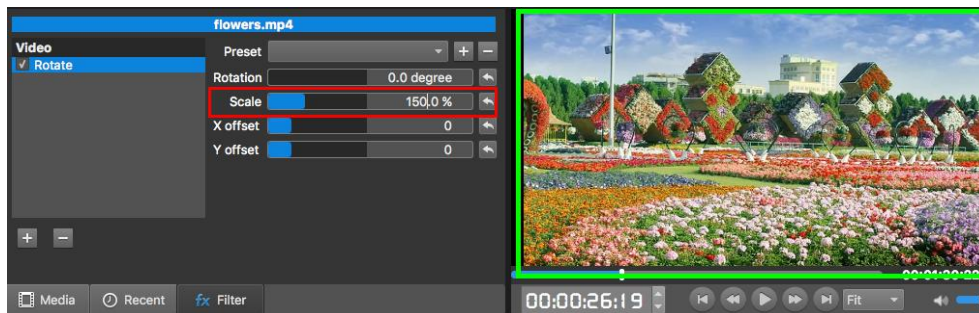 flowers.mp4
Video
Rotate
Preset
Rotation 0.0 degree
Scale 150.0 %
X offset 0
Y offset 0
Media Recent fx Filter
00:00:26:19 Fit